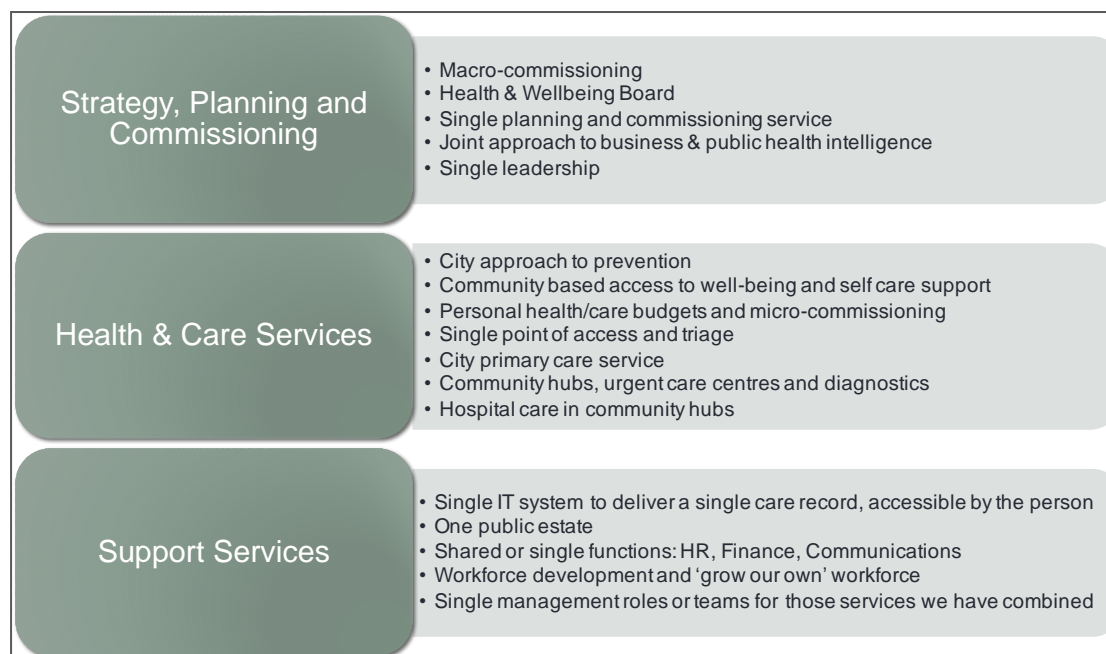 Strategy, Planning and
Commissioning
• Macro-commissioning
• Health & Wellbeing Board
• Single planning and commissioning service
• Joint approach to business & public health intelligence
• Single leadership
Health & Care Services
• City approach to prevention
• Community based access to well-being and self care support
• Personal health/care budgets and micro-commissioning
• Single point of access and triage
• City primary care service
• Community hubs, urgent care centres and diagnostics
• Hospital care in community hubs
Support Services
• Single IT system to deliver a single care record, accessible by the person
• One public estate
• Shared or single functions: HR, Finance, Communications
• Workforce development and ‘grow our own’ workforce
• Single management roles or teams for those services we have combined